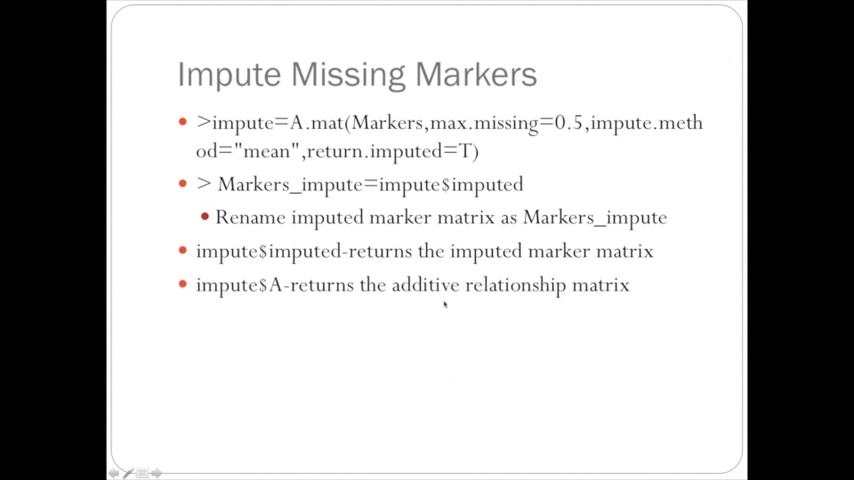 Impute Missing Markers
>impute=A.mat(Markers,max.missing=0.5,impute.meth
od="mean",return.imputed=T)
> Markers_impute=impute$imputed
Rename imputed marker matrix as Markers_impute
impute$imputed-returns the imputed marker matrix
impute$A-returns the additive relationship matrix